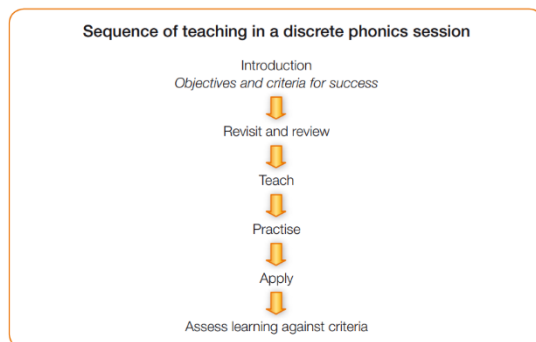 Sequence of teaching in a discrete phonics session
Introduction
Objectives and criteria for success
Revisit and review
Teach
Practise
Apply
Assess learning against criteria